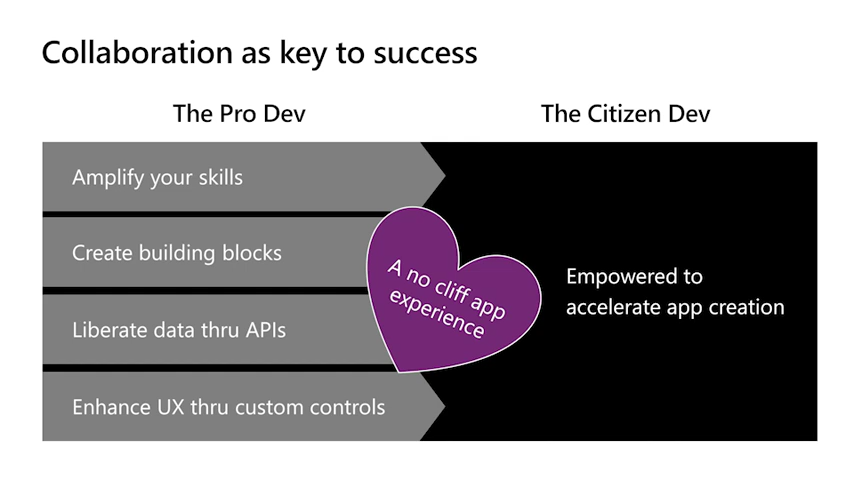 Collaboration as key to success
The Pro Dev
The Citizen Dev
Amplify your skills
Create building blocks
Liberate data thru APIs
Enhance UX thru custom controls
A no cliff app
experience
Empowered to
accelerate app creation